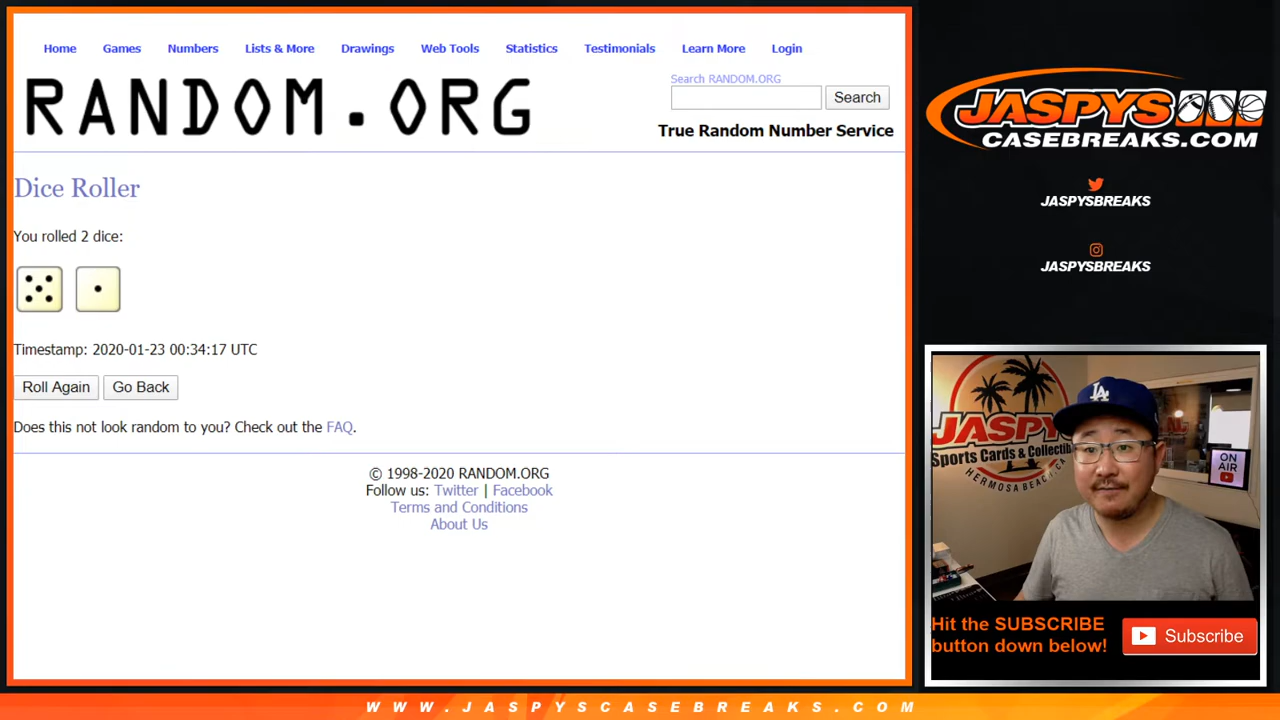 Home Games Numbers Lists & More Drawings Web Tools Statistics Testimonials Learn More Login
RANDOM.ORG
Search RANDOM.ORG
Search
True Random Number Service
Dice Roller
You rolled 2 dice:
Timestamp: 2020-01-23 00:34:17 UTC
Roll Again Go Back
Does this not look random to you? Check out the FAQ.
© 1998-2020 RANDOM.ORG
Follow us: Twitter | Facebook
Terms and Conditions
About Us
JASPYS
CASEBREAKS.COM
JASPYSBREAKS
JASPYSBREAKS
JASPY
Sports Cards & Collectib
HERMOSA BEACH, CA
LA
ON
AIR
Hit the SUBSCRIBE
button down below!
Subscribe
WWW.JASPYSCASEBREAKS.COM